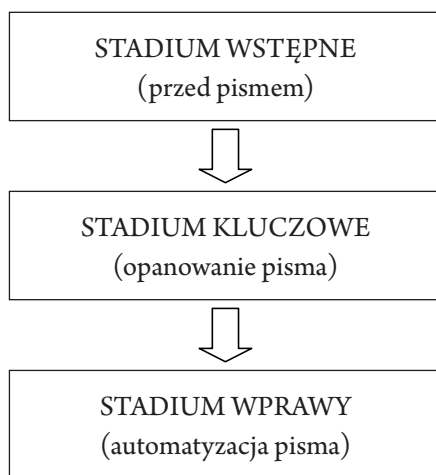 STADIUM WSTĘPNE
(przed pismem)
STADIUM KLUCZOWE
(opanowanie pisma)
STADIUM WPRAWY
(automatyzacja pisma)